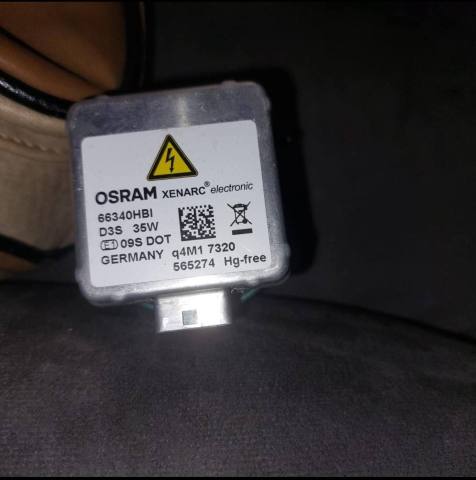 OSRAM XENARC® electronic
66340HBI
D3S 35W
E1 09S DOT
GERMANY q4M1 7320
565274 Hg-free